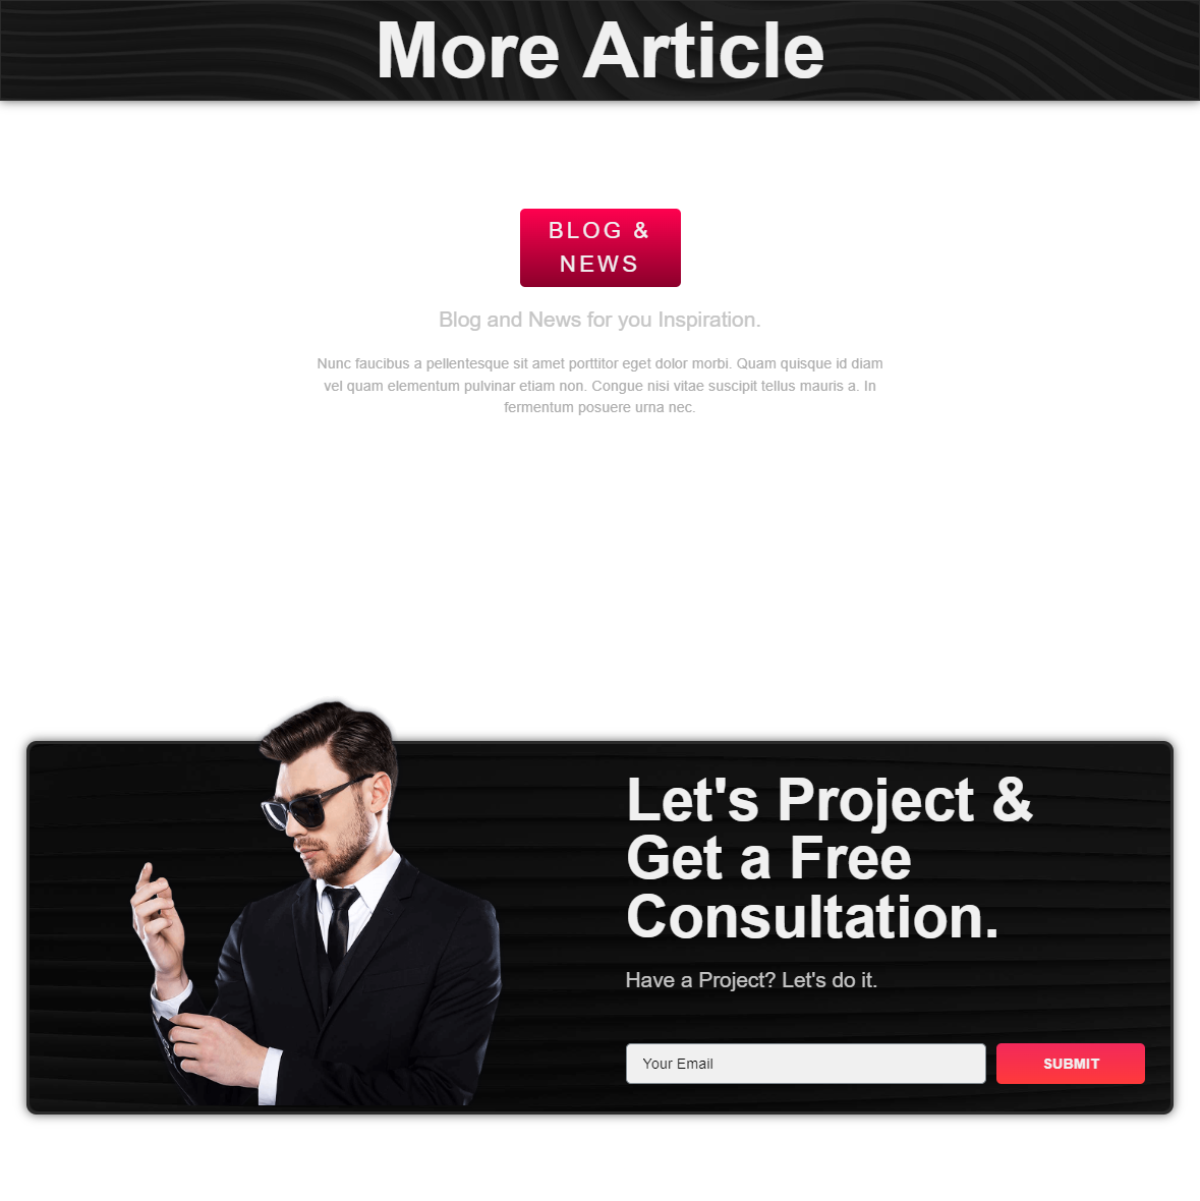 More Article
BLOG &
NEWS
Blog and News for you Inspiration.
Nunc faucibus a pellentesque sit amet porttitor eget dolor morbi. Quam quisque id diam
vel quam elementum pulvinar etiam non. Congue nisi vitae suscipit tellus mauris a. In
fermentum posuere urna nec.
Let's Project &
Get a Free
Consultation.
Have a Project? Let's do it.
Your Email
SUBMIT